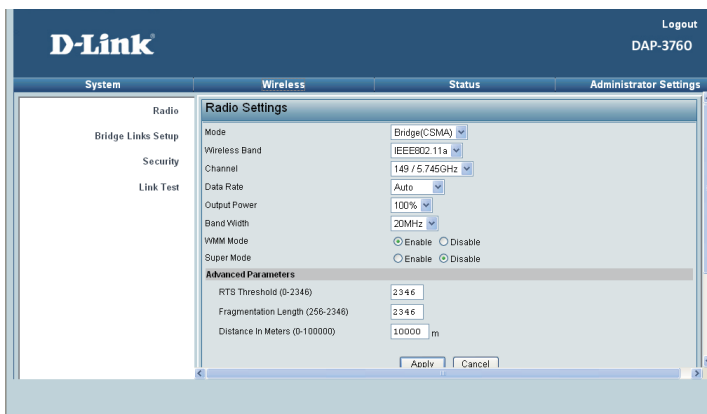 Logout
D-Link
DAP-3760
System Wireless Status Administrator Settings
Radio
Bridge Links Setup
Security
Link Test
Radio Settings
Mode Bridge(CSMA)
Wireless Band IEEE802.11a
Channel 149 / 5.745GHz
Data Rate Auto
Output Power 100%
Band Width 20MHz
WMM Mode Enable Disable
Super Mode Enable Disable
Advanced Parameters
RTS Threshold (0-2346) 2346
Fragmentation Length (256-2346) 2346
Distance In Meters (0-100000) 10000 m
Apply Cancel